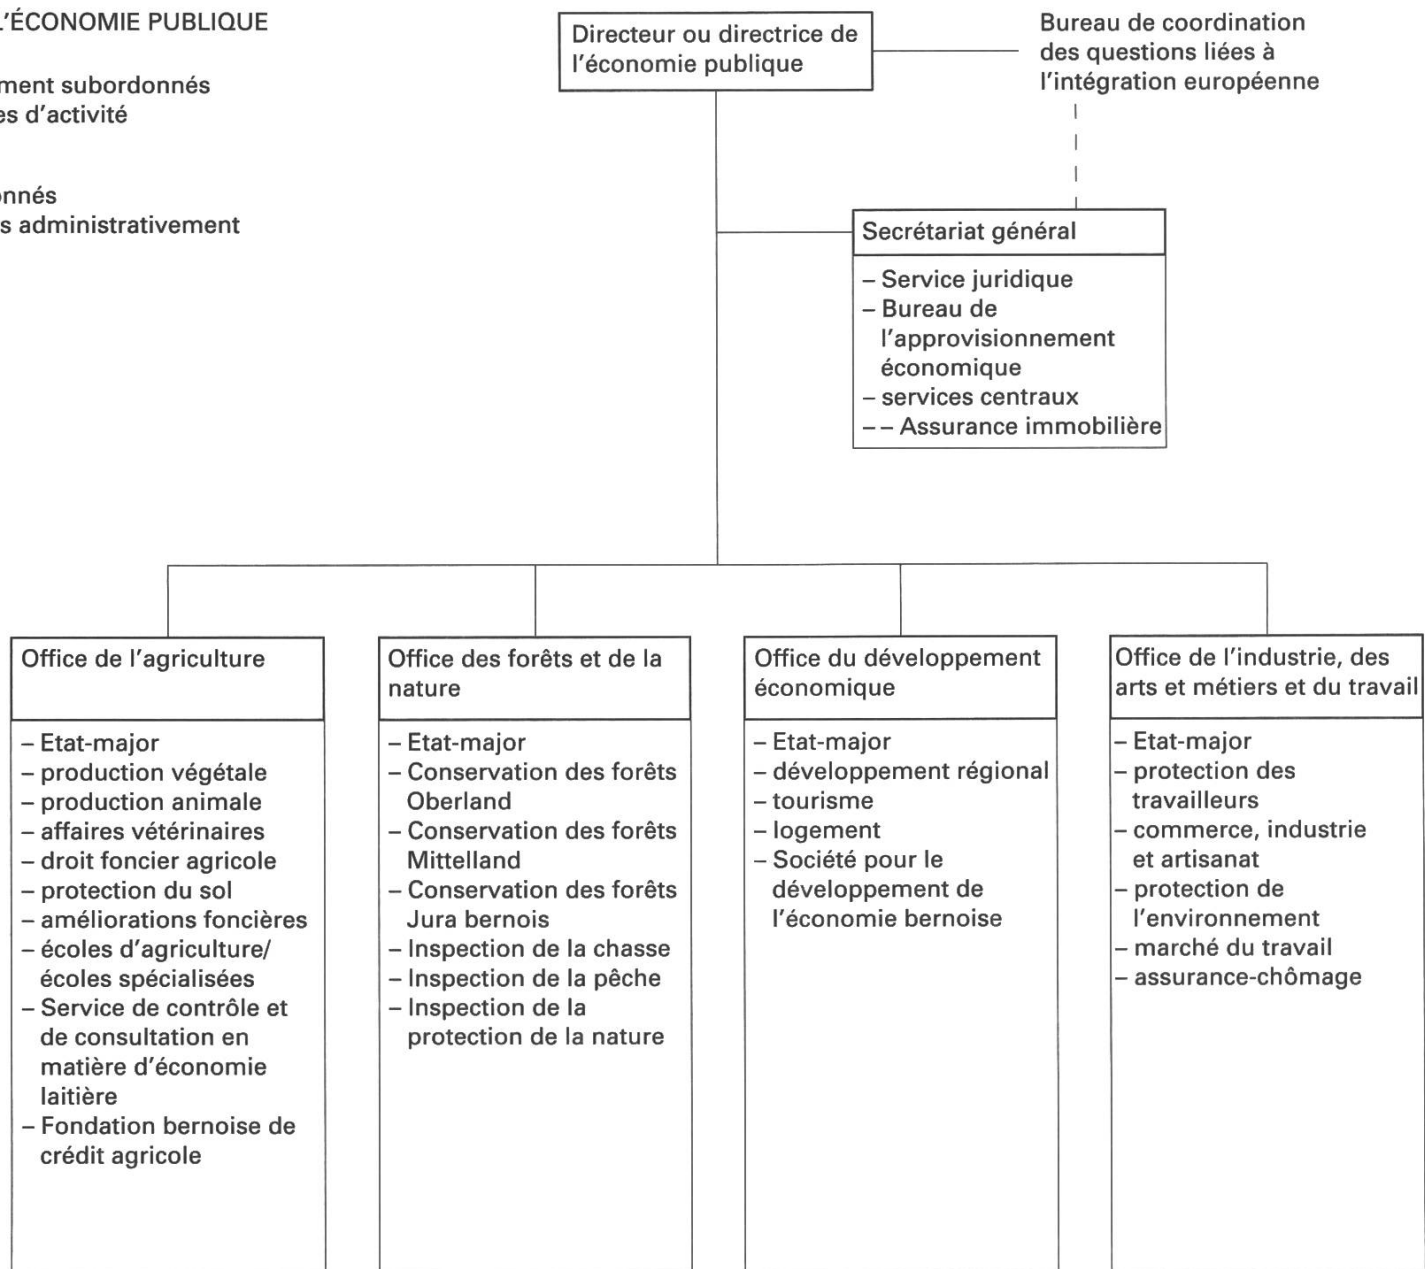 L'ÉCONOMIE PUBLIQUE
subordonnés
d'activité
administrativement
Directeur ou directrice de
l'économie publique
Bureau de coordination
des questions liées à
l'intégration européenne
Secrétariat général
– Service juridique
– Bureau de
l'approvisionnement
économique
– services centraux
– – Assurance immobilière
Office de l'agriculture
– Etat-major
– production végétale
– production animale
– affaires vétérinaires
– droit foncier agricole
– protection du sol
– améliorations foncières
– écoles d'agriculture/
écoles spécialisées
– Service de contrôle et
de consultation en
matière d'économie
laitière
– Fondation bernoise de
crédit agricole
Office des forêts et de la
nature
– Etat-major
– Conservation des forêts
Oberland
– Conservation des forêts
Mittelland
– Conservation des forêts
Jura bernois
– Inspection de la chasse
– Inspection de la pêche
– Inspection de la
protection de la nature
Office du développement
économique
– Etat-major
– développement régional
– tourisme
– logement
– Société pour le
développement de
l'économie bernoise
Office de l'industrie, des
arts et métiers et du travail
– Etat-major
– protection des
travailleurs
– commerce, industrie
et artisanat
– protection de
l'environnement
– marché du travail
– assurance-chômage